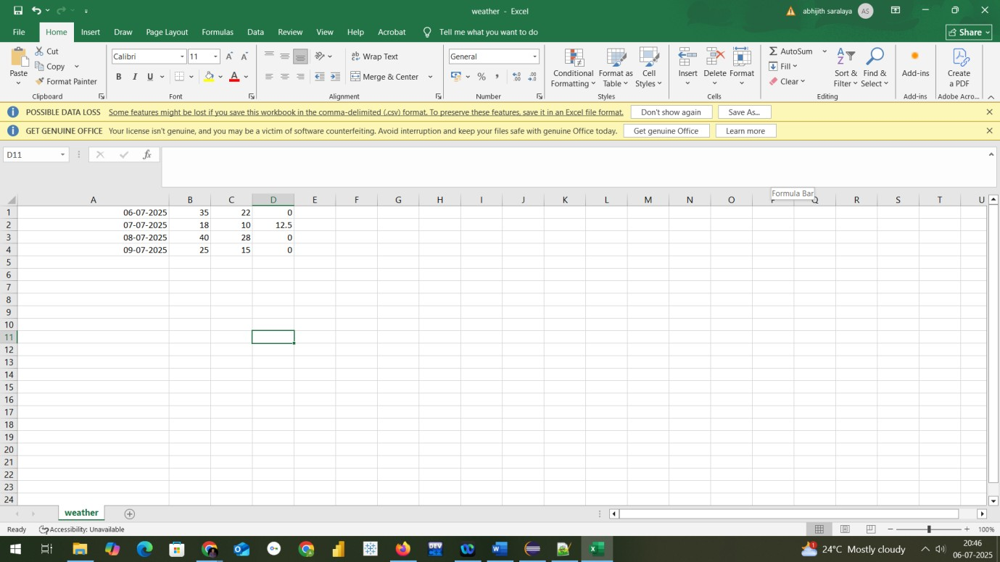 weather - Excel
abhijith saralaya AS
File Home Insert Draw Page Layout Formulas Data Review View Help Acrobat Tell me what you want to do Share
Paste Cut Copy Format Painter Clipboard
Calibri 11 A A B I U A Font
ab Wrap Text Merge & Center Alignment
General % , Number
Conditional Formatting Format as Table Cell Styles Styles
Insert Delete Format Cells
AutoSum Fill Clear Sort & Filter Find & Select Editing
Add-ins Add-ins
Create a PDF Adobe Acro...
POSSIBLE DATA LOSS Some features might be lost if you save this workbook in the comma-delimited (.csv) format. To preserve these features, save it in an Excel file format. Don't show again Save As...
GET GENUINE OFFICE Your license isn't genuine, and you may be a victim of software counterfeiting. Avoid interruption and keep your files safe with genuine Office today. Get genuine Office Learn more
D11 fx
Formula Bar
A B C D E F G H I J K L M N O P Q R S T U
1 06-07-2025 35 22 0
2 07-07-2025 18 10 12.5
3 08-07-2025 40 28 0
4 09-07-2025 25 15 0
5
6
7
8
9
10
11
12
13
14
15
16
17
18
19
20
21
22
23
24
weather
Ready Accessibility: Unavailable 100%
DEV W X 1 24°C Mostly cloudy 20:46
06-07-2025